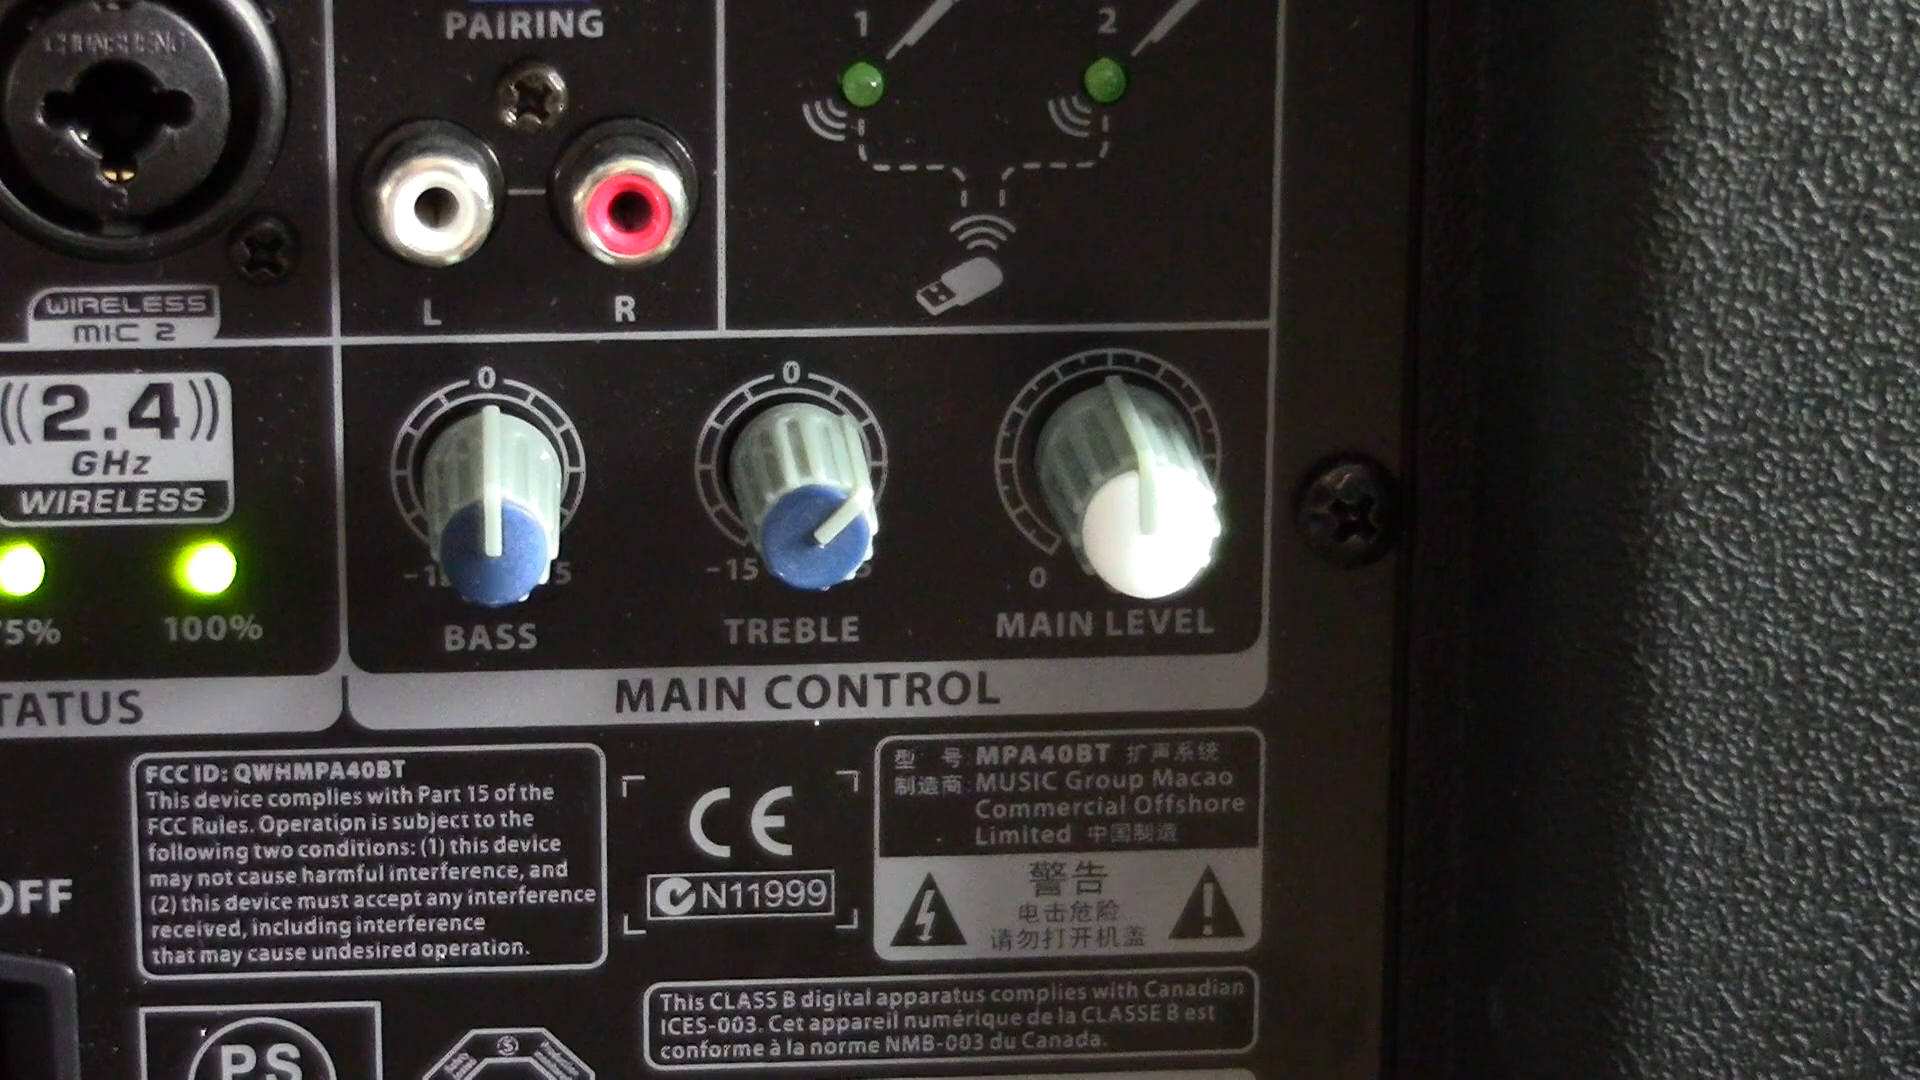 PAIRING
1
2
L
R
WIRELESS
MIC 2
2.4
GHz
WIRELESS
100%
0
0
-15
0
BASS
TREBLE
MAIN LEVEL
MAIN CONTROL
FCC ID: QWHMPA40BT
This device complies with Part 15 of the
FCC Rules. Operation is subject to the
following two conditions: (1) this device
may not cause harmful interference, and
(2) this device must accept any interference
received, including interference
that may cause undesired operation.
CE
N11999
型 号 MPA40BT 扩声系统
制造商: MUSIC Group Macao
Commercial Offshore
Limited 中国制造
警告
电击危险
请勿打开机盖
This CLASS B digital apparatus complies with Canadian
ICES-003. Cet appareil numérique de la CLASSE B est
conforme à la norme NMB-003 du Canada.
OFF
PS